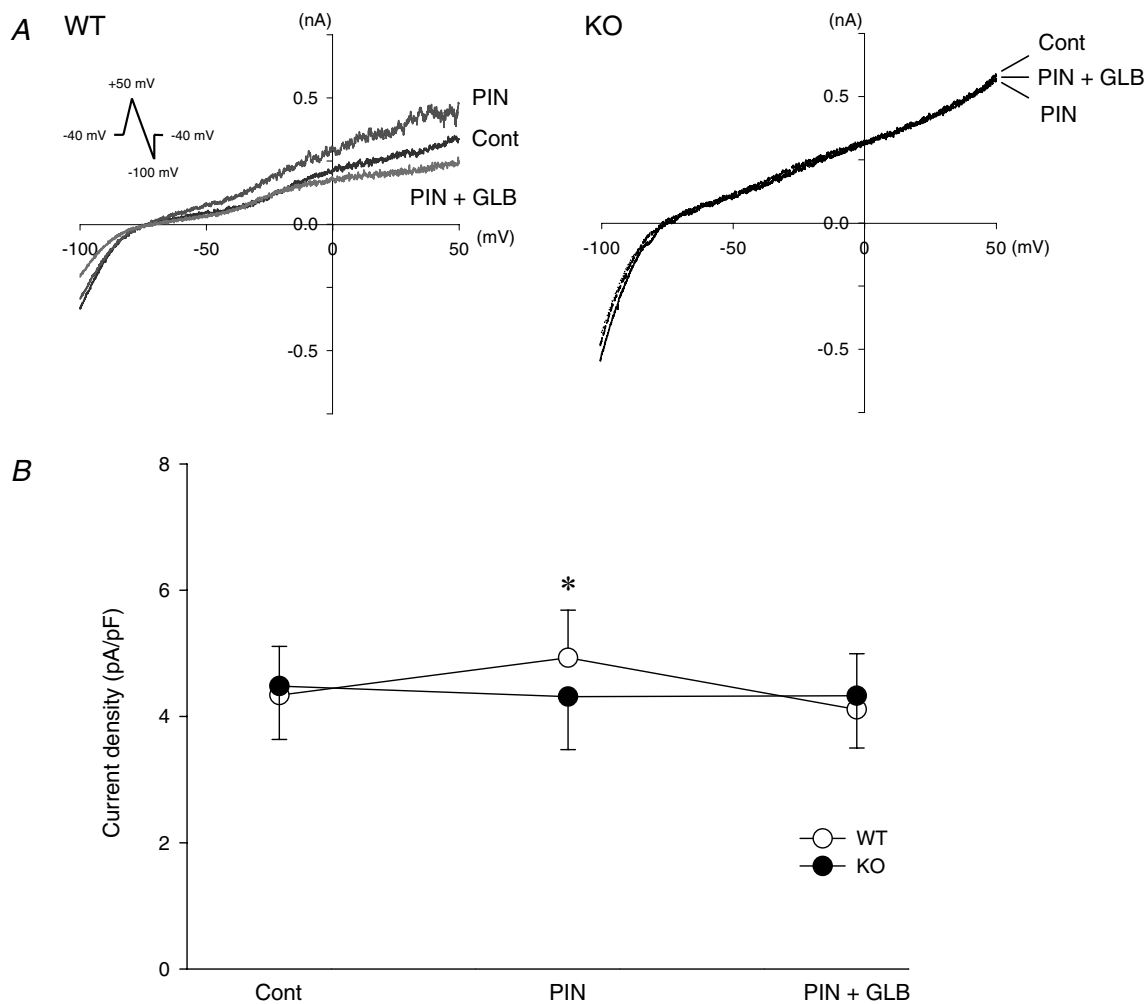 A WT (nA) KO (nA)
+50 mV
-40 mV -40 mV
-100 mV
0.5 PIN
Cont
PIN + GLB
0.0
-100 -50 0 50 (mV)
-0.5
Cont
PIN + GLB
PIN
0.5
0.0
-100 -50 0 50 (mV)
-0.5
B
Current density (pA/pF)
8
6
*
4
2
0
WT
KO
Cont PIN PIN + GLB